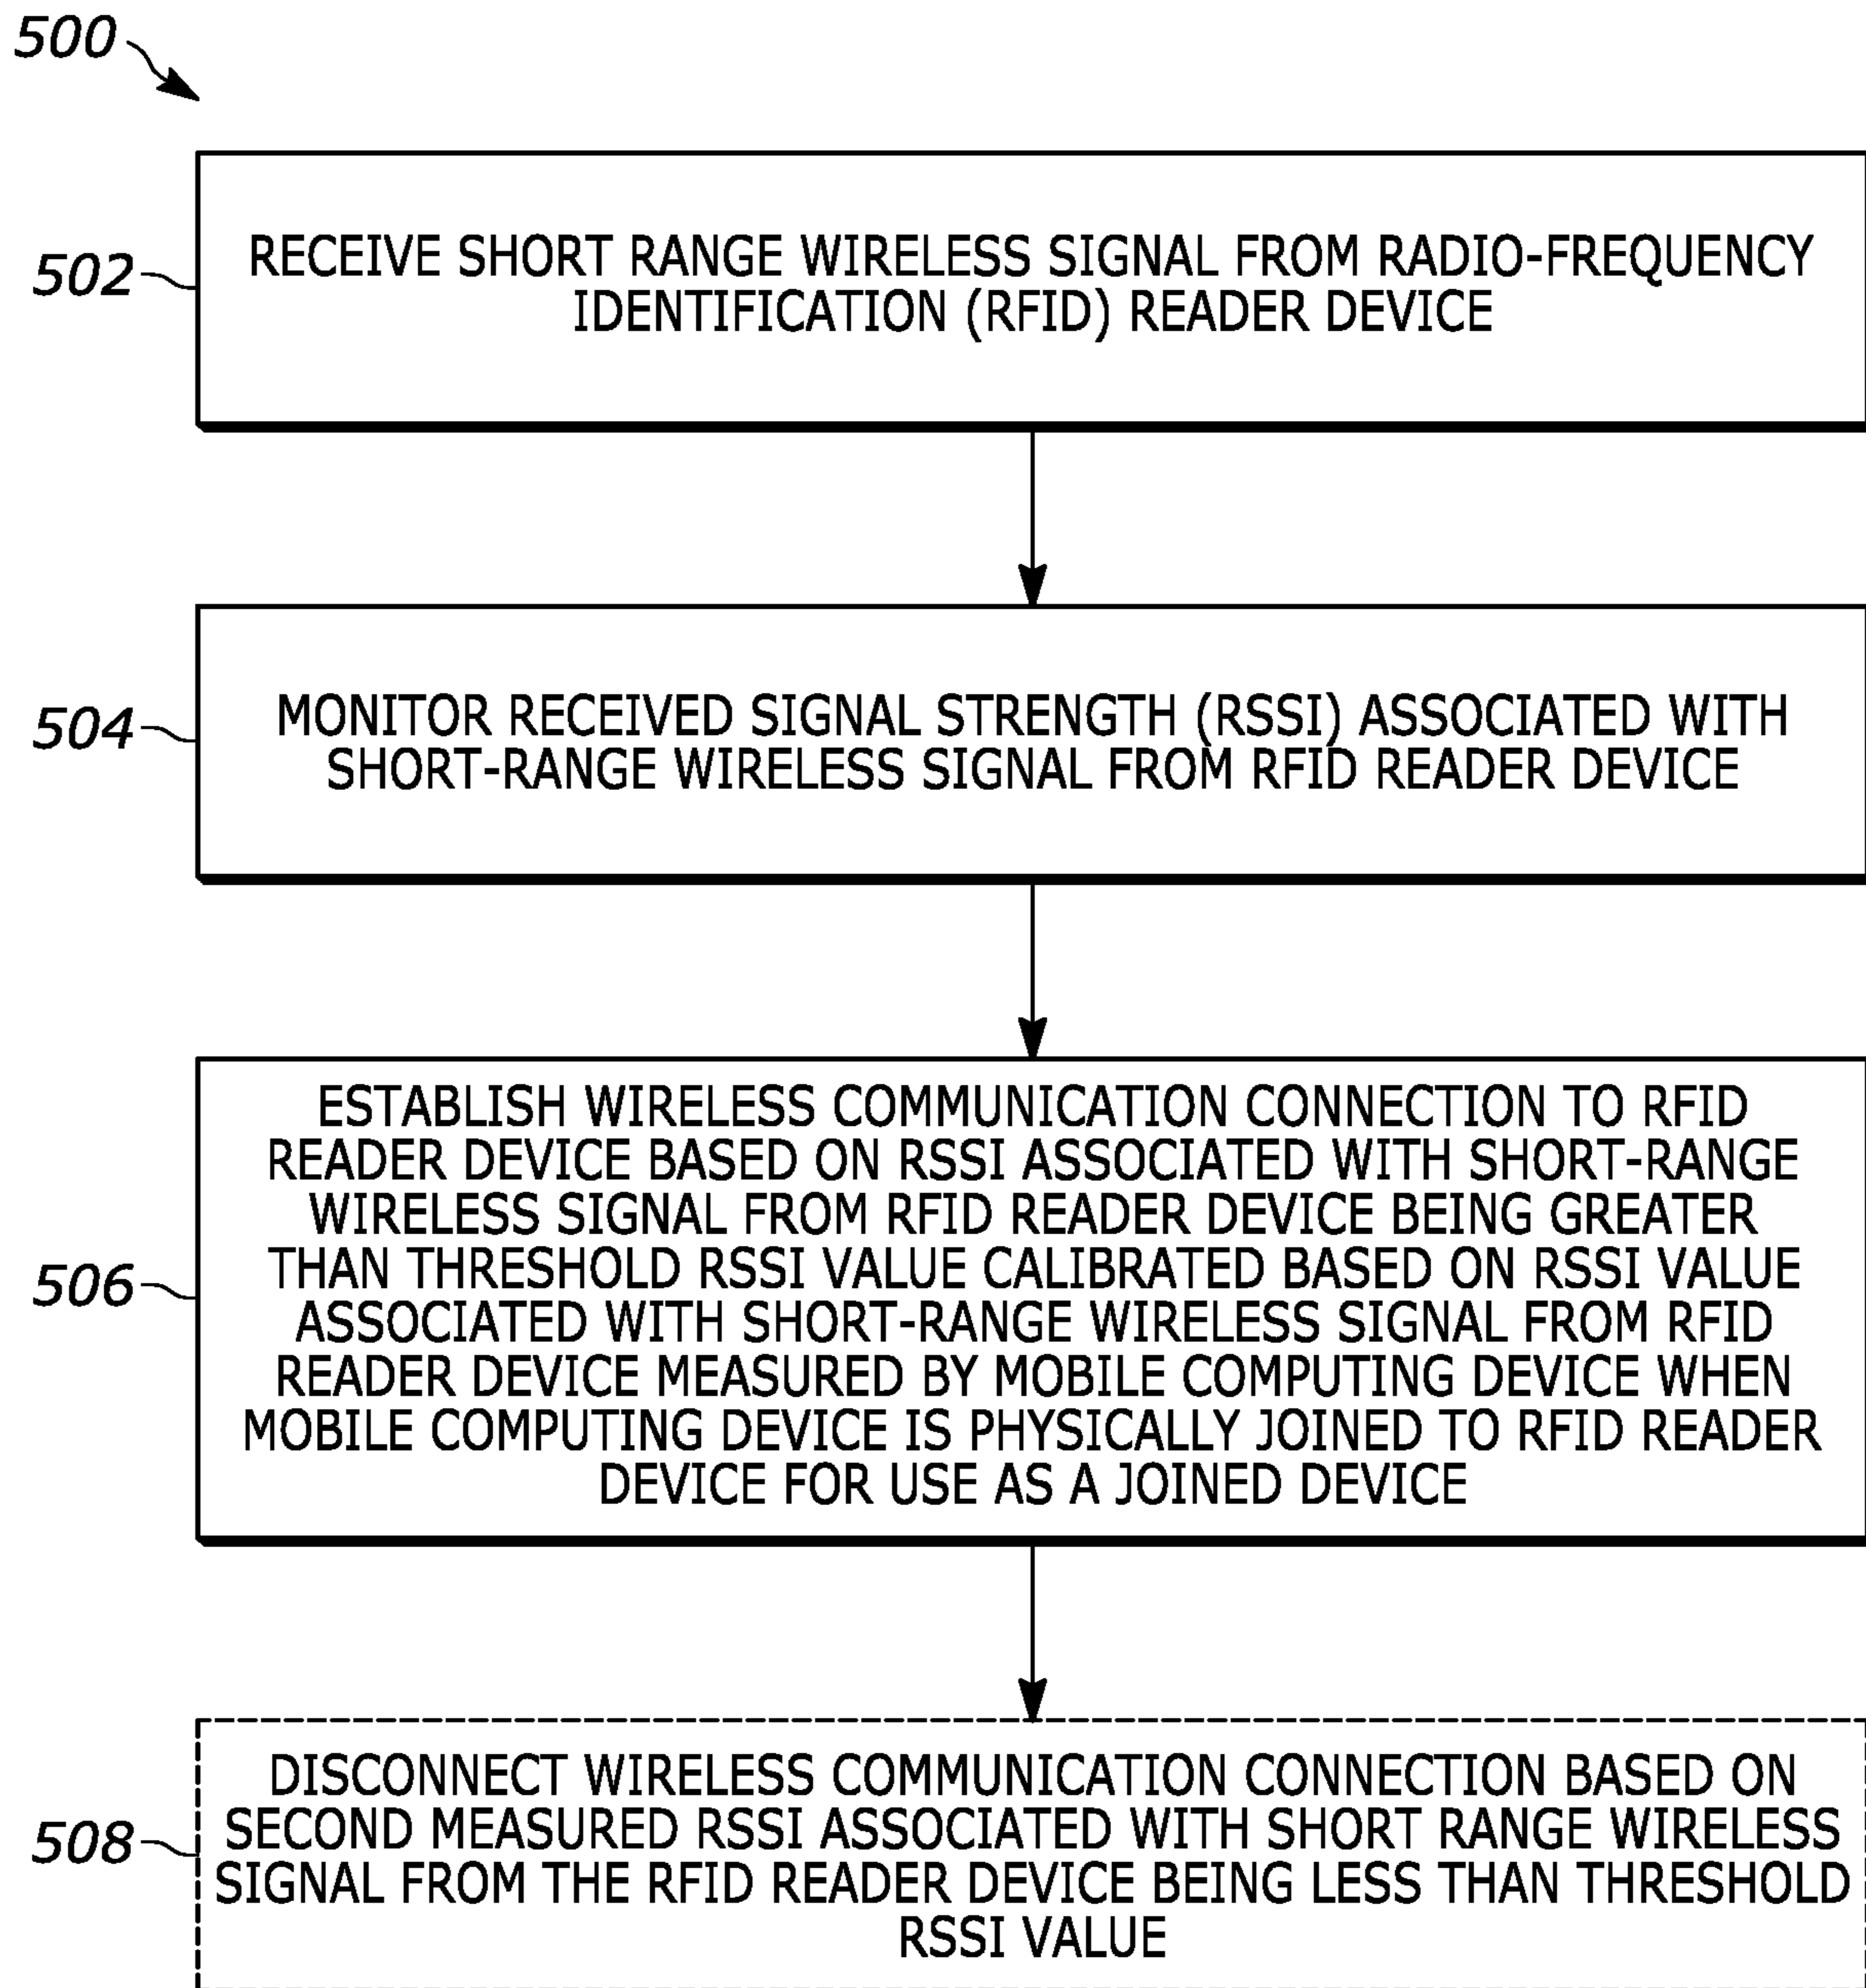 500
502
RECEIVE SHORT RANGE WIRELESS SIGNAL FROM RADIO-FREQUENCY
IDENTIFICATION (RFID) READER DEVICE
504
MONITOR RECEIVED SIGNAL STRENGTH (RSSI) ASSOCIATED WITH
SHORT-RANGE WIRELESS SIGNAL FROM RFID READER DEVICE
506
ESTABLISH WIRELESS COMMUNICATION CONNECTION TO RFID
READER DEVICE BASED ON RSSI ASSOCIATED WITH SHORT-RANGE
WIRELESS SIGNAL FROM RFID READER DEVICE BEING GREATER
THAN THRESHOLD RSSI VALUE CALIBRATED BASED ON RSSI VALUE
ASSOCIATED WITH SHORT-RANGE WIRELESS SIGNAL FROM RFID
READER DEVICE MEASURED BY MOBILE COMPUTING DEVICE WHEN
MOBILE COMPUTING DEVICE IS PHYSICALLY JOINED TO RFID READER
DEVICE FOR USE AS A JOINED DEVICE
508
DISCONNECT WIRELESS COMMUNICATION CONNECTION BASED ON
SECOND MEASURED RSSI ASSOCIATED WITH SHORT RANGE WIRELESS
SIGNAL FROM THE RFID READER DEVICE BEING LESS THAN THRESHOLD
RSSI VALUE